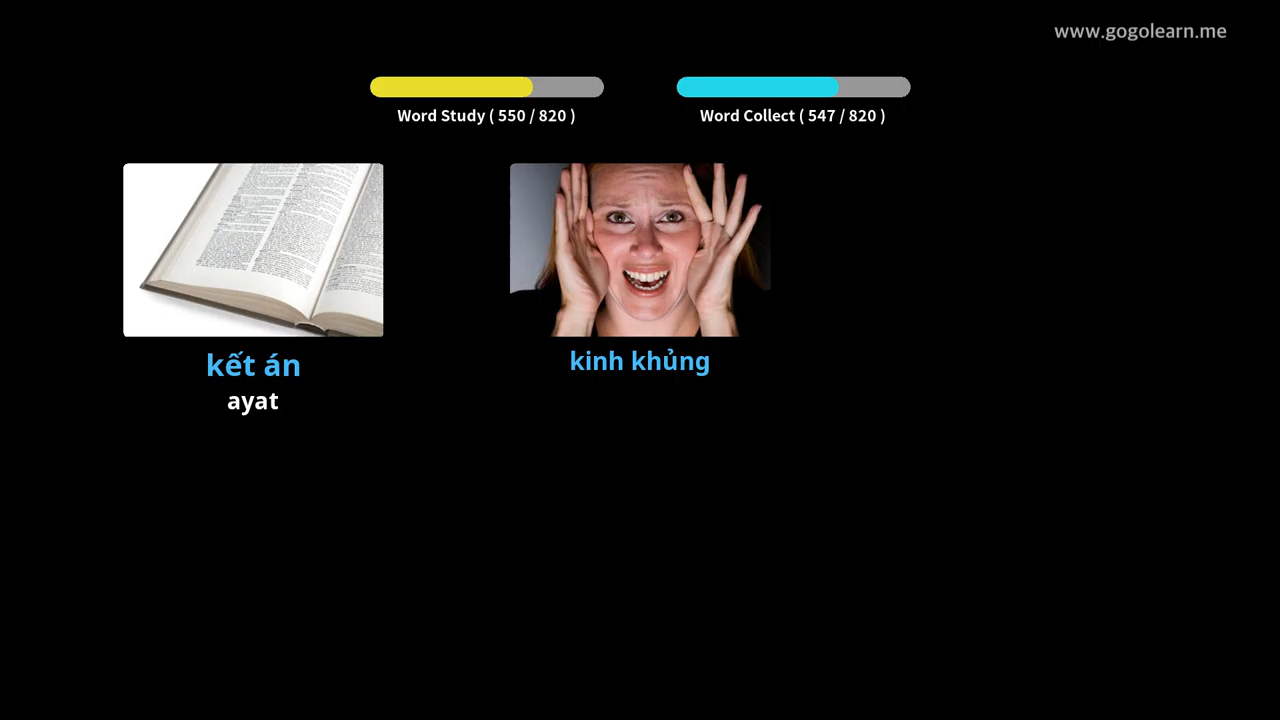 www.gogolearn.me
Word Study ( 550 / 820 )
Word Collect ( 547 / 820 )
kết án
ayat
kinh khủng